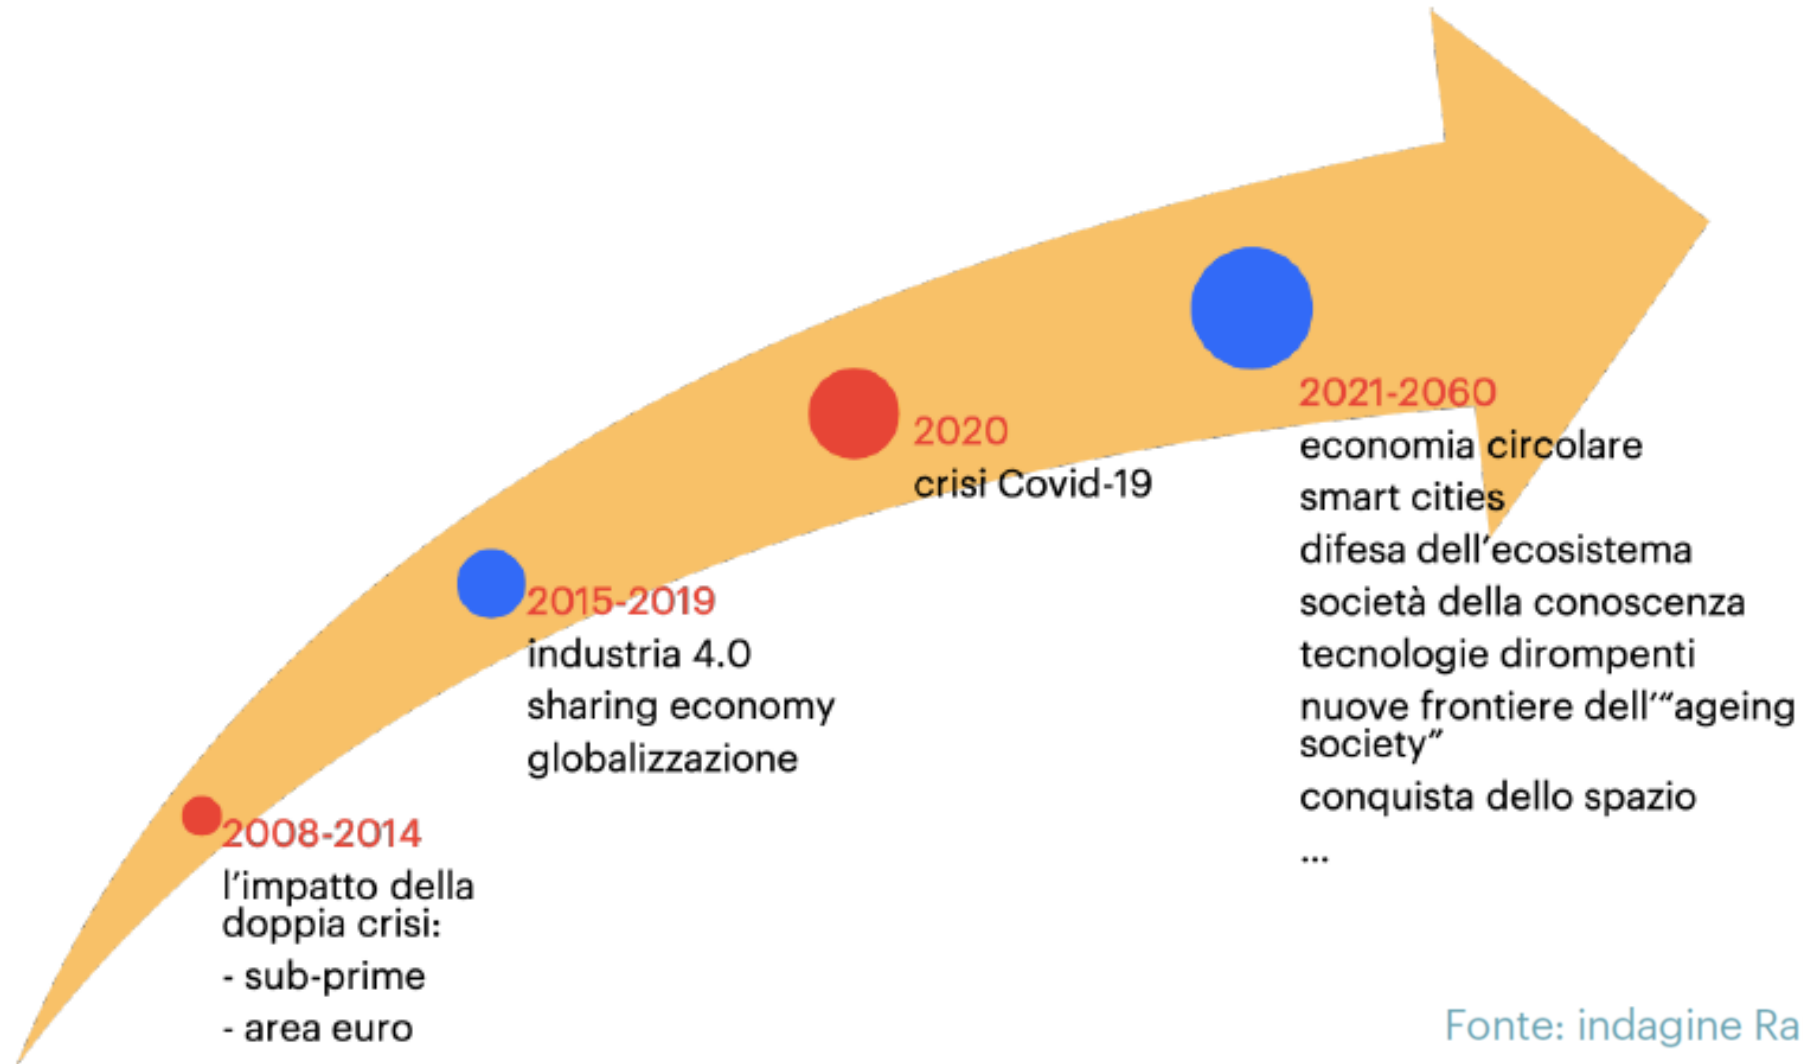 2008-2014
l'impatto della
doppia crisi:
- sub-prime
- area euro
2015-2019
industria 4.0
sharing economy
globalizzazione
2020
crisi Covid-19
2021-2060
economia circolare
smart cities
difesa dell'ecosistema
società della conoscenza
tecnologie dirompenti
nuove frontiere dell'“ageing
society”
conquista dello spazio
...
Fonte: indagine Ra